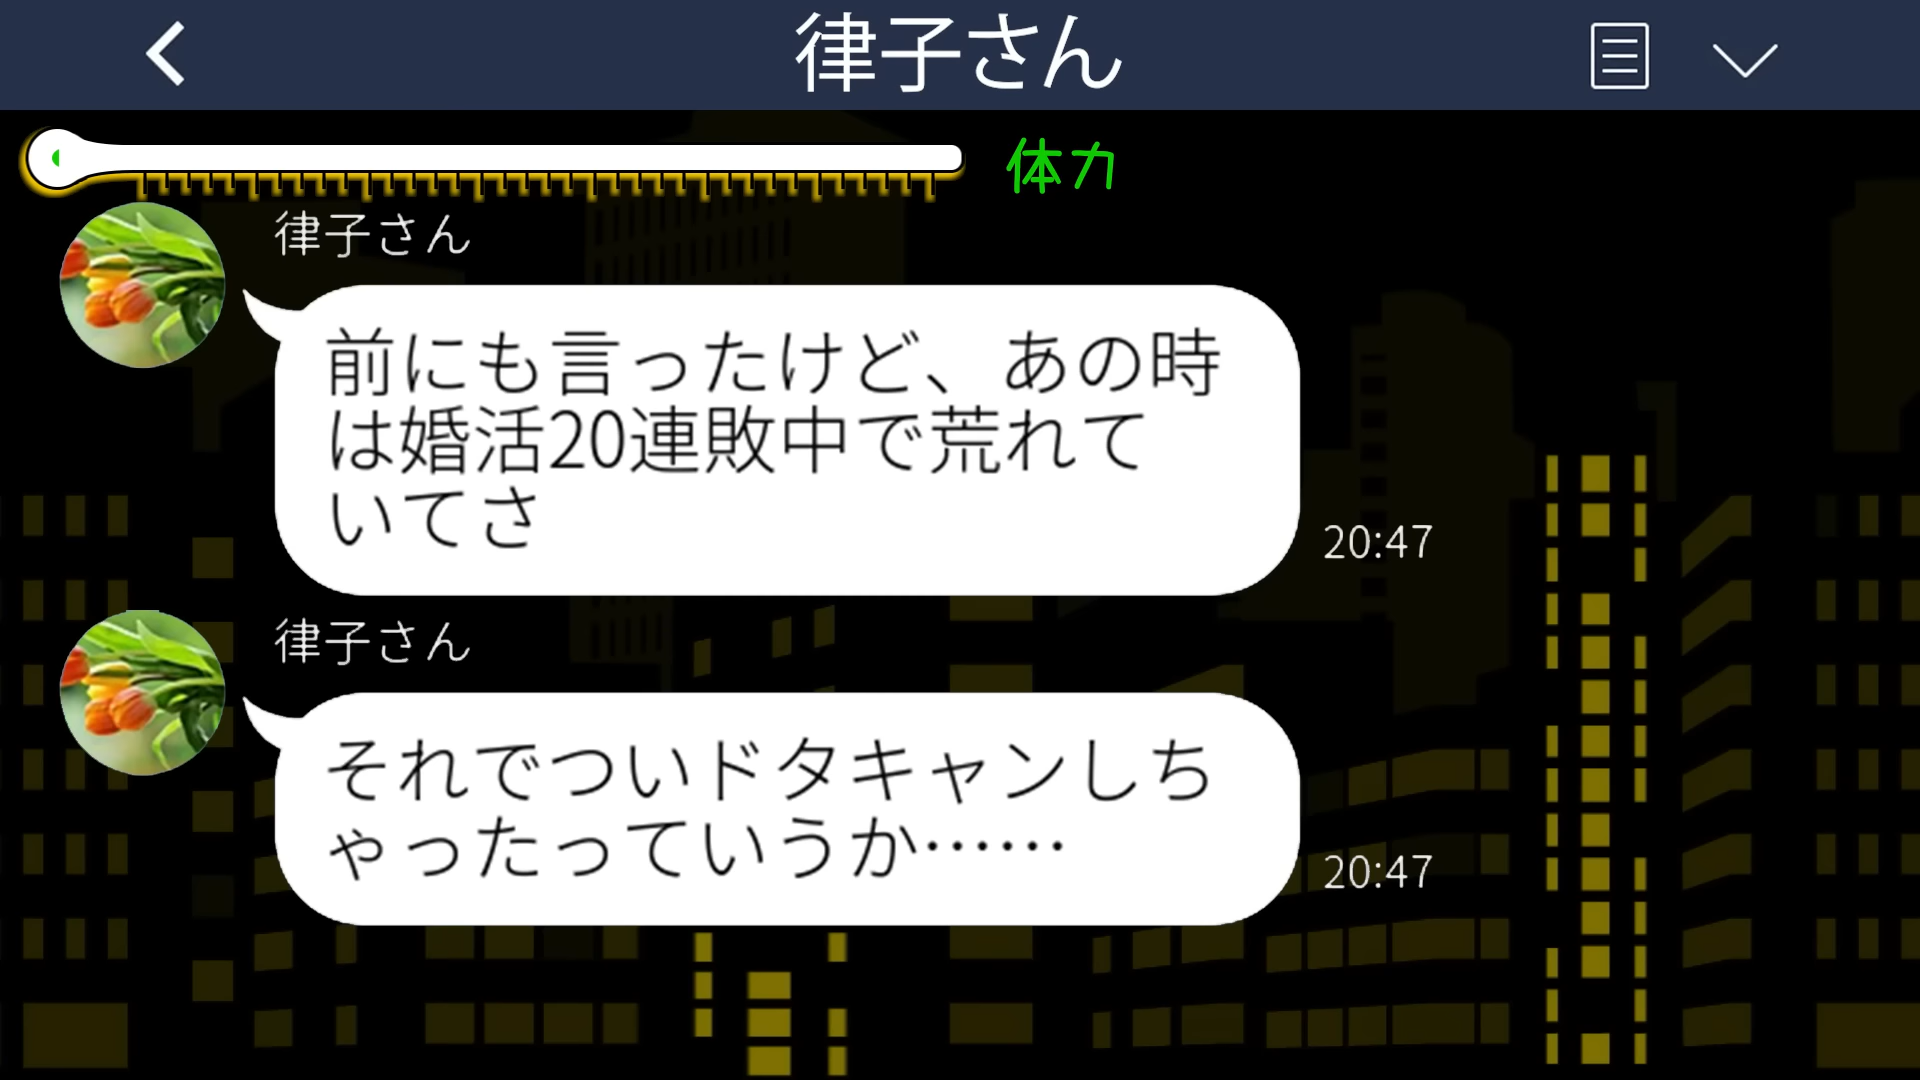 律子さん
体力
律子さん
前にも言ったけど、あの時
は婚活20連敗中で荒れて
いてさ
20:47
律子さん
それでついドタキャンしち
ゃったっていうか……
20:47